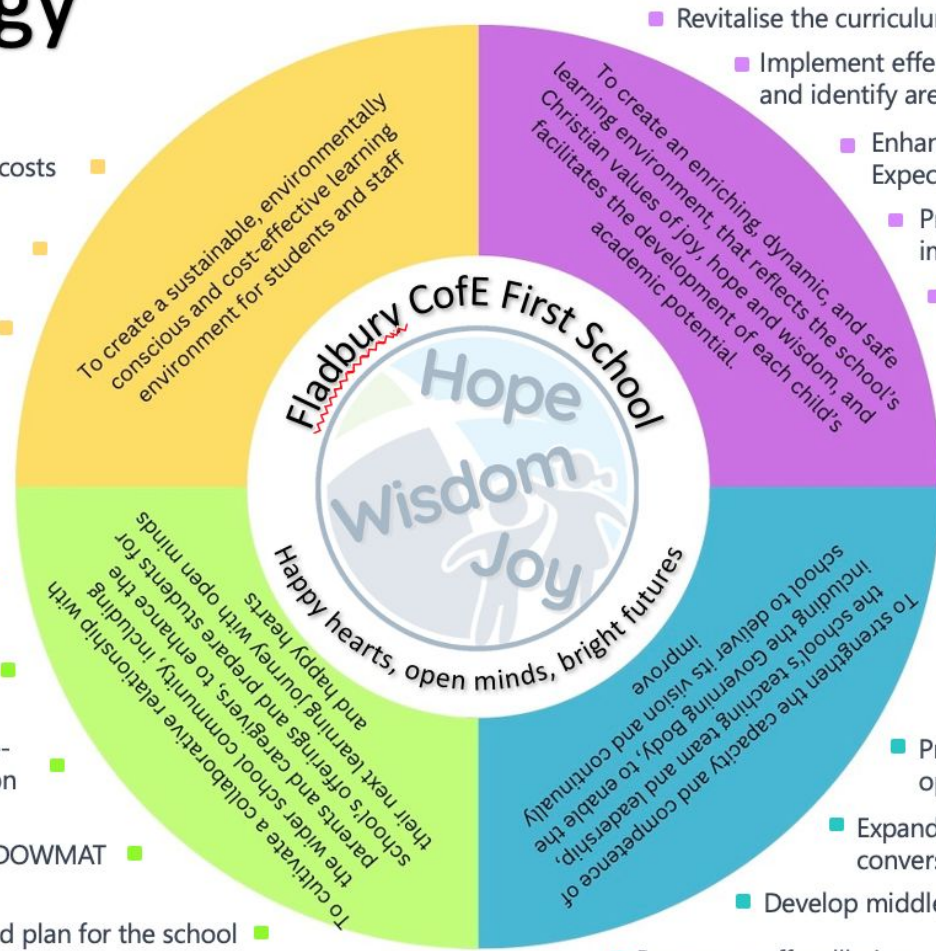 gy
costs
To create a sustainable, environmentally
conscious and cost-effective learning
environment for students and staff
Revitalise the curriculu
Implement effe
and identify are
Enhan
Expec
Pr
in
To create an enriching, dynamic, and safe
learning environment, that reflects the school's
Christian values of joy, hope and wisdom, and
facilitates the development of each child's
academic potential.
Fladbury CofE First School
Hope
Wisdom
Joy
Happy hearts, open minds, bright futures
To cultivate a collaborative relationship with
the wider school community, including
parents and caregivers, to enhance the
school's offerings and prepare students for
their next learning journey with open minds
and happy hearts
To strengthen the capacity and competence of
the school's teaching team and leadership,
including the Governing Body, to enable the
school to deliver its vision and continually
improve
-
on
DOWMAT
d plan for the school
Pr
op
Expand
convers
Develop middle